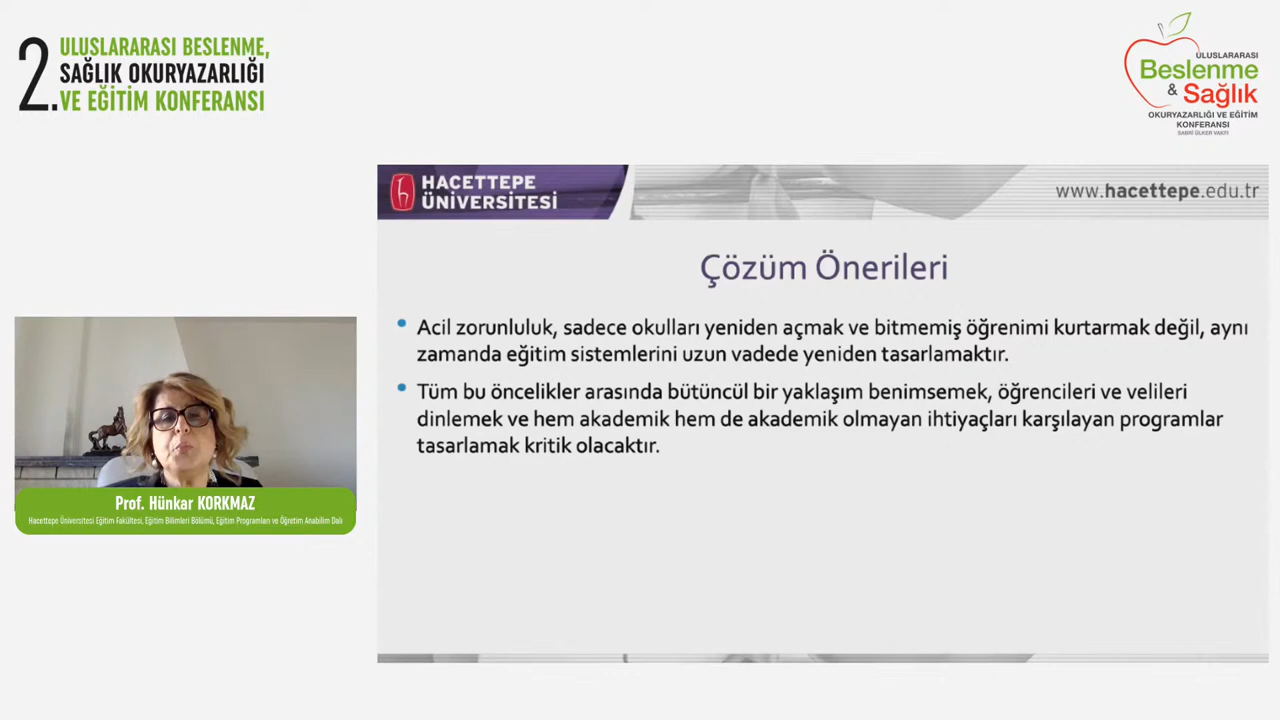 2.
ULUSLARARASI BESLENME,
SAĞLIK OKURYAZARLIĞI
VE EĞİTİM KONFERANSI
ULUSLARARASI
Beslenme
& Sağlık
OKURYAZARLIĞI VE EĞİTİM
KONFERANSI
SABRİ ÜLKER VAKFI
HACETTEPE
ÜNİVERSİTESİ
www.hacettepe.edu.tr
Çözüm Önerileri
• Acil zorunluluk, sadece okulları yeniden açmak ve bitmemiş öğrenimi kurtarmak değil, aynı
zamanda eğitim sistemlerini uzun vadede yeniden tasarlamaktır.
• Tüm bu öncelikler arasında bütüncül bir yaklaşım benimsemek, öğrencileri ve velileri
dinlemek ve hem akademik hem de akademik olmayan ihtiyaçları karşılayan programlar
tasarlamak kritik olacaktır.
Prof. Hünkar KORKMAZ
Hacettepe Üniversitesi Eğitim Fakültesi, Eğitim Bilimleri Bölümü, Eğitim Programları ve Öğretim Anabilim Dalı